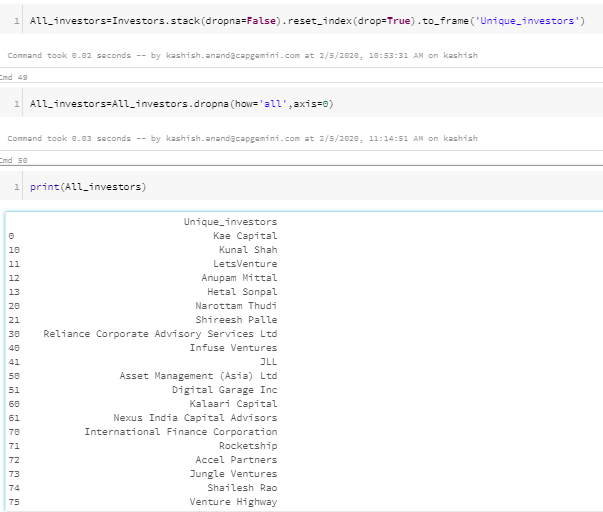 1 All_investors=Investors.stack(dropna=False).reset_index(drop=True).to_frame('Unique_investors')
Command took 0.02 seconds -- by kashish.anand@capgemini.com at 2/5/2020, 10:53:31 AM on kashish
Cmd 49
1 All_investors=All_investors.dropna(how='all',axis=0)
Command took 0.03 seconds -- by kashish.anand@capgemini.com at 2/5/2020, 11:14:51 AM on kashish
Cmd 50
1 print(All_investors)
Unique_investors
0 Kae Capital
10 Kunal Shah
11 LetsVenture
12 Anupam Mittal
13 Hetal Sonpal
20 Narottam Thudi
21 Shireesh Palle
30 Reliance Corporate Advisory Services Ltd
40 Infuse Ventures
41 JLL
50 Asset Management (Asia) Ltd
51 Digital Garage Inc
60 Kalaari Capital
61 Nexus India Capital Advisors
70 International Finance Corporation
71 Rocketship
72 Accel Partners
73 Jungle Ventures
74 Shailesh Rao
75 Venture Highway